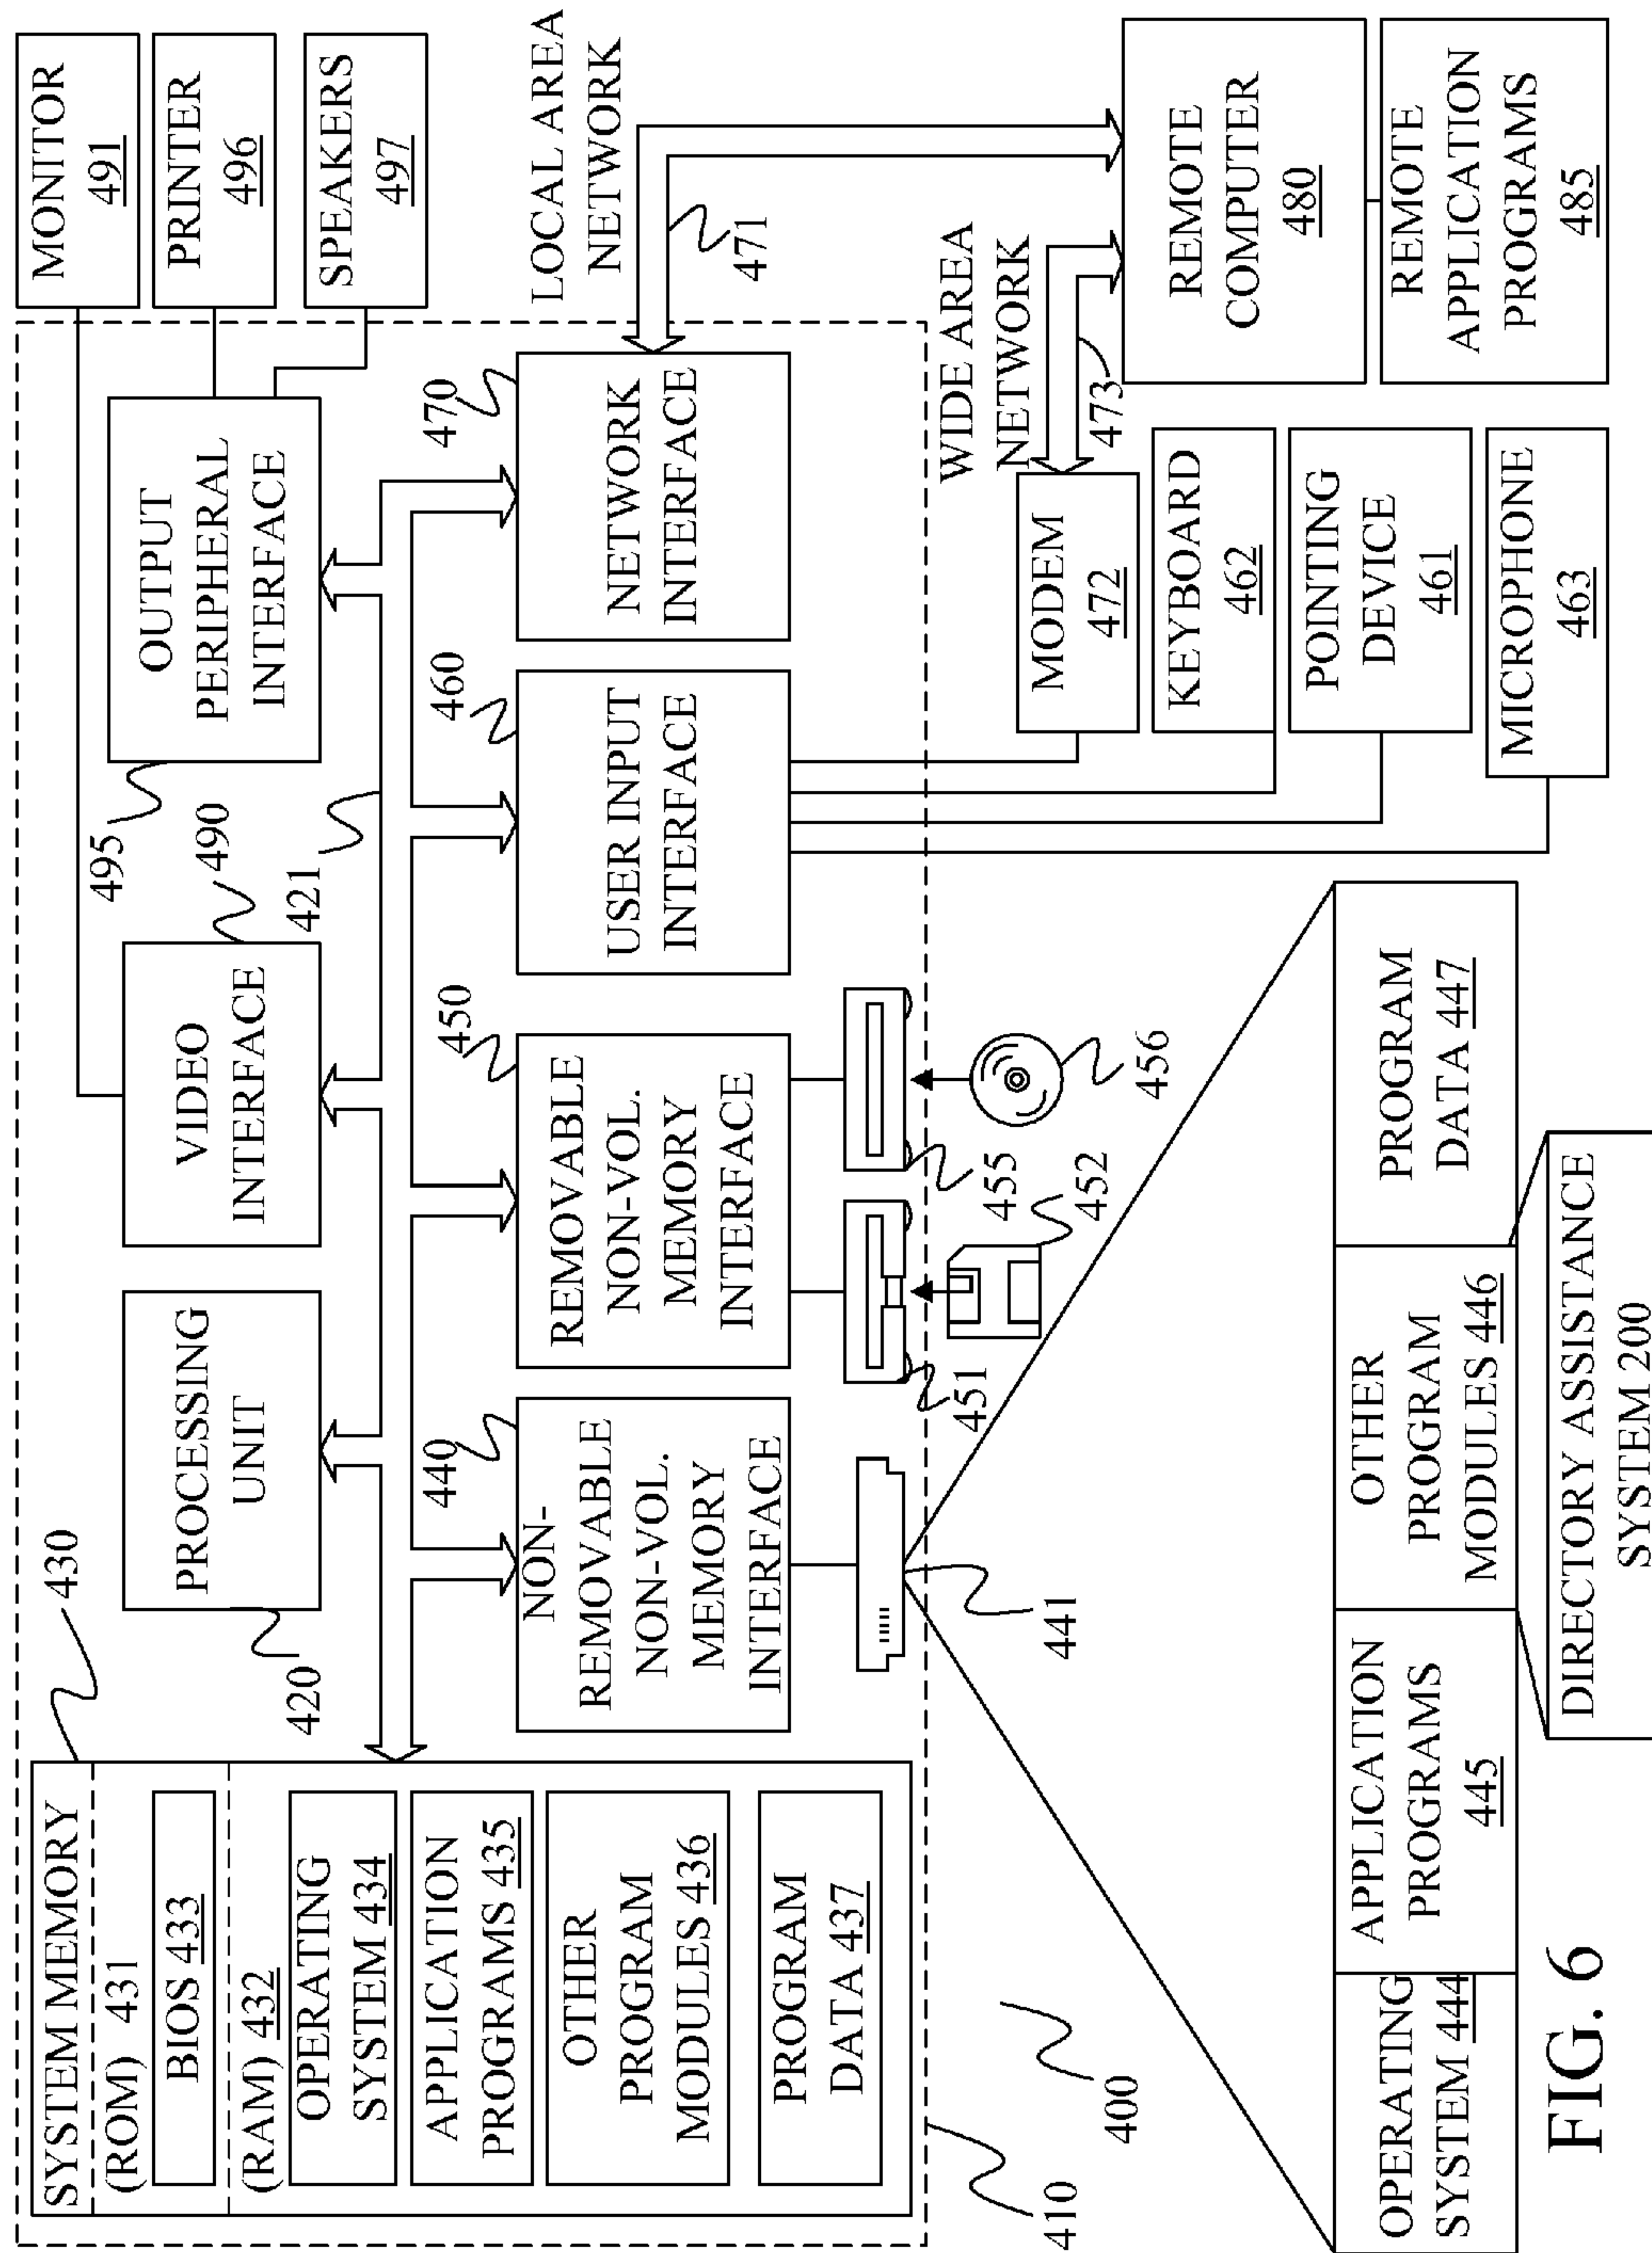 SYSTEM MEMORY
(ROM) 431
BIOS 433
(RAM) 432
OPERATING
SYSTEM 434
APPLICATION
PROGRAMS 435
OTHER
PROGRAM
MODULES 436
PROGRAM
DATA 437
430
PROCESSING
UNIT
420
VIDEO
INTERFACE
490
OUTPUT
PERIPHERAL
INTERFACE
495
421
MONITOR
491
PRINTER
496
SPEAKERS
497
NON-
REMOVABLE
NON-VOL.
MEMORY
INTERFACE
440
REMOVABLE
NON-VOL.
MEMORY
INTERFACE
450
USER INPUT
INTERFACE
460
NETWORK
INTERFACE
470
LOCAL AREA
NETWORK
471
441
451
452
455
456
WIDE AREA
NETWORK
473
MODEM
472
KEYBOARD
462
POINTING
DEVICE
461
MICROPHONE
463
REMOTE
COMPUTER
480
REMOTE
APPLICATION
PROGRAMS
485
410
400
OPERATING
SYSTEM 444
APPLICATION
PROGRAMS
445
OTHER
PROGRAM
MODULES 446
PROGRAM
DATA 447
DIRECTORY ASSISTANCE
SYSTEM 200
FIG. 6